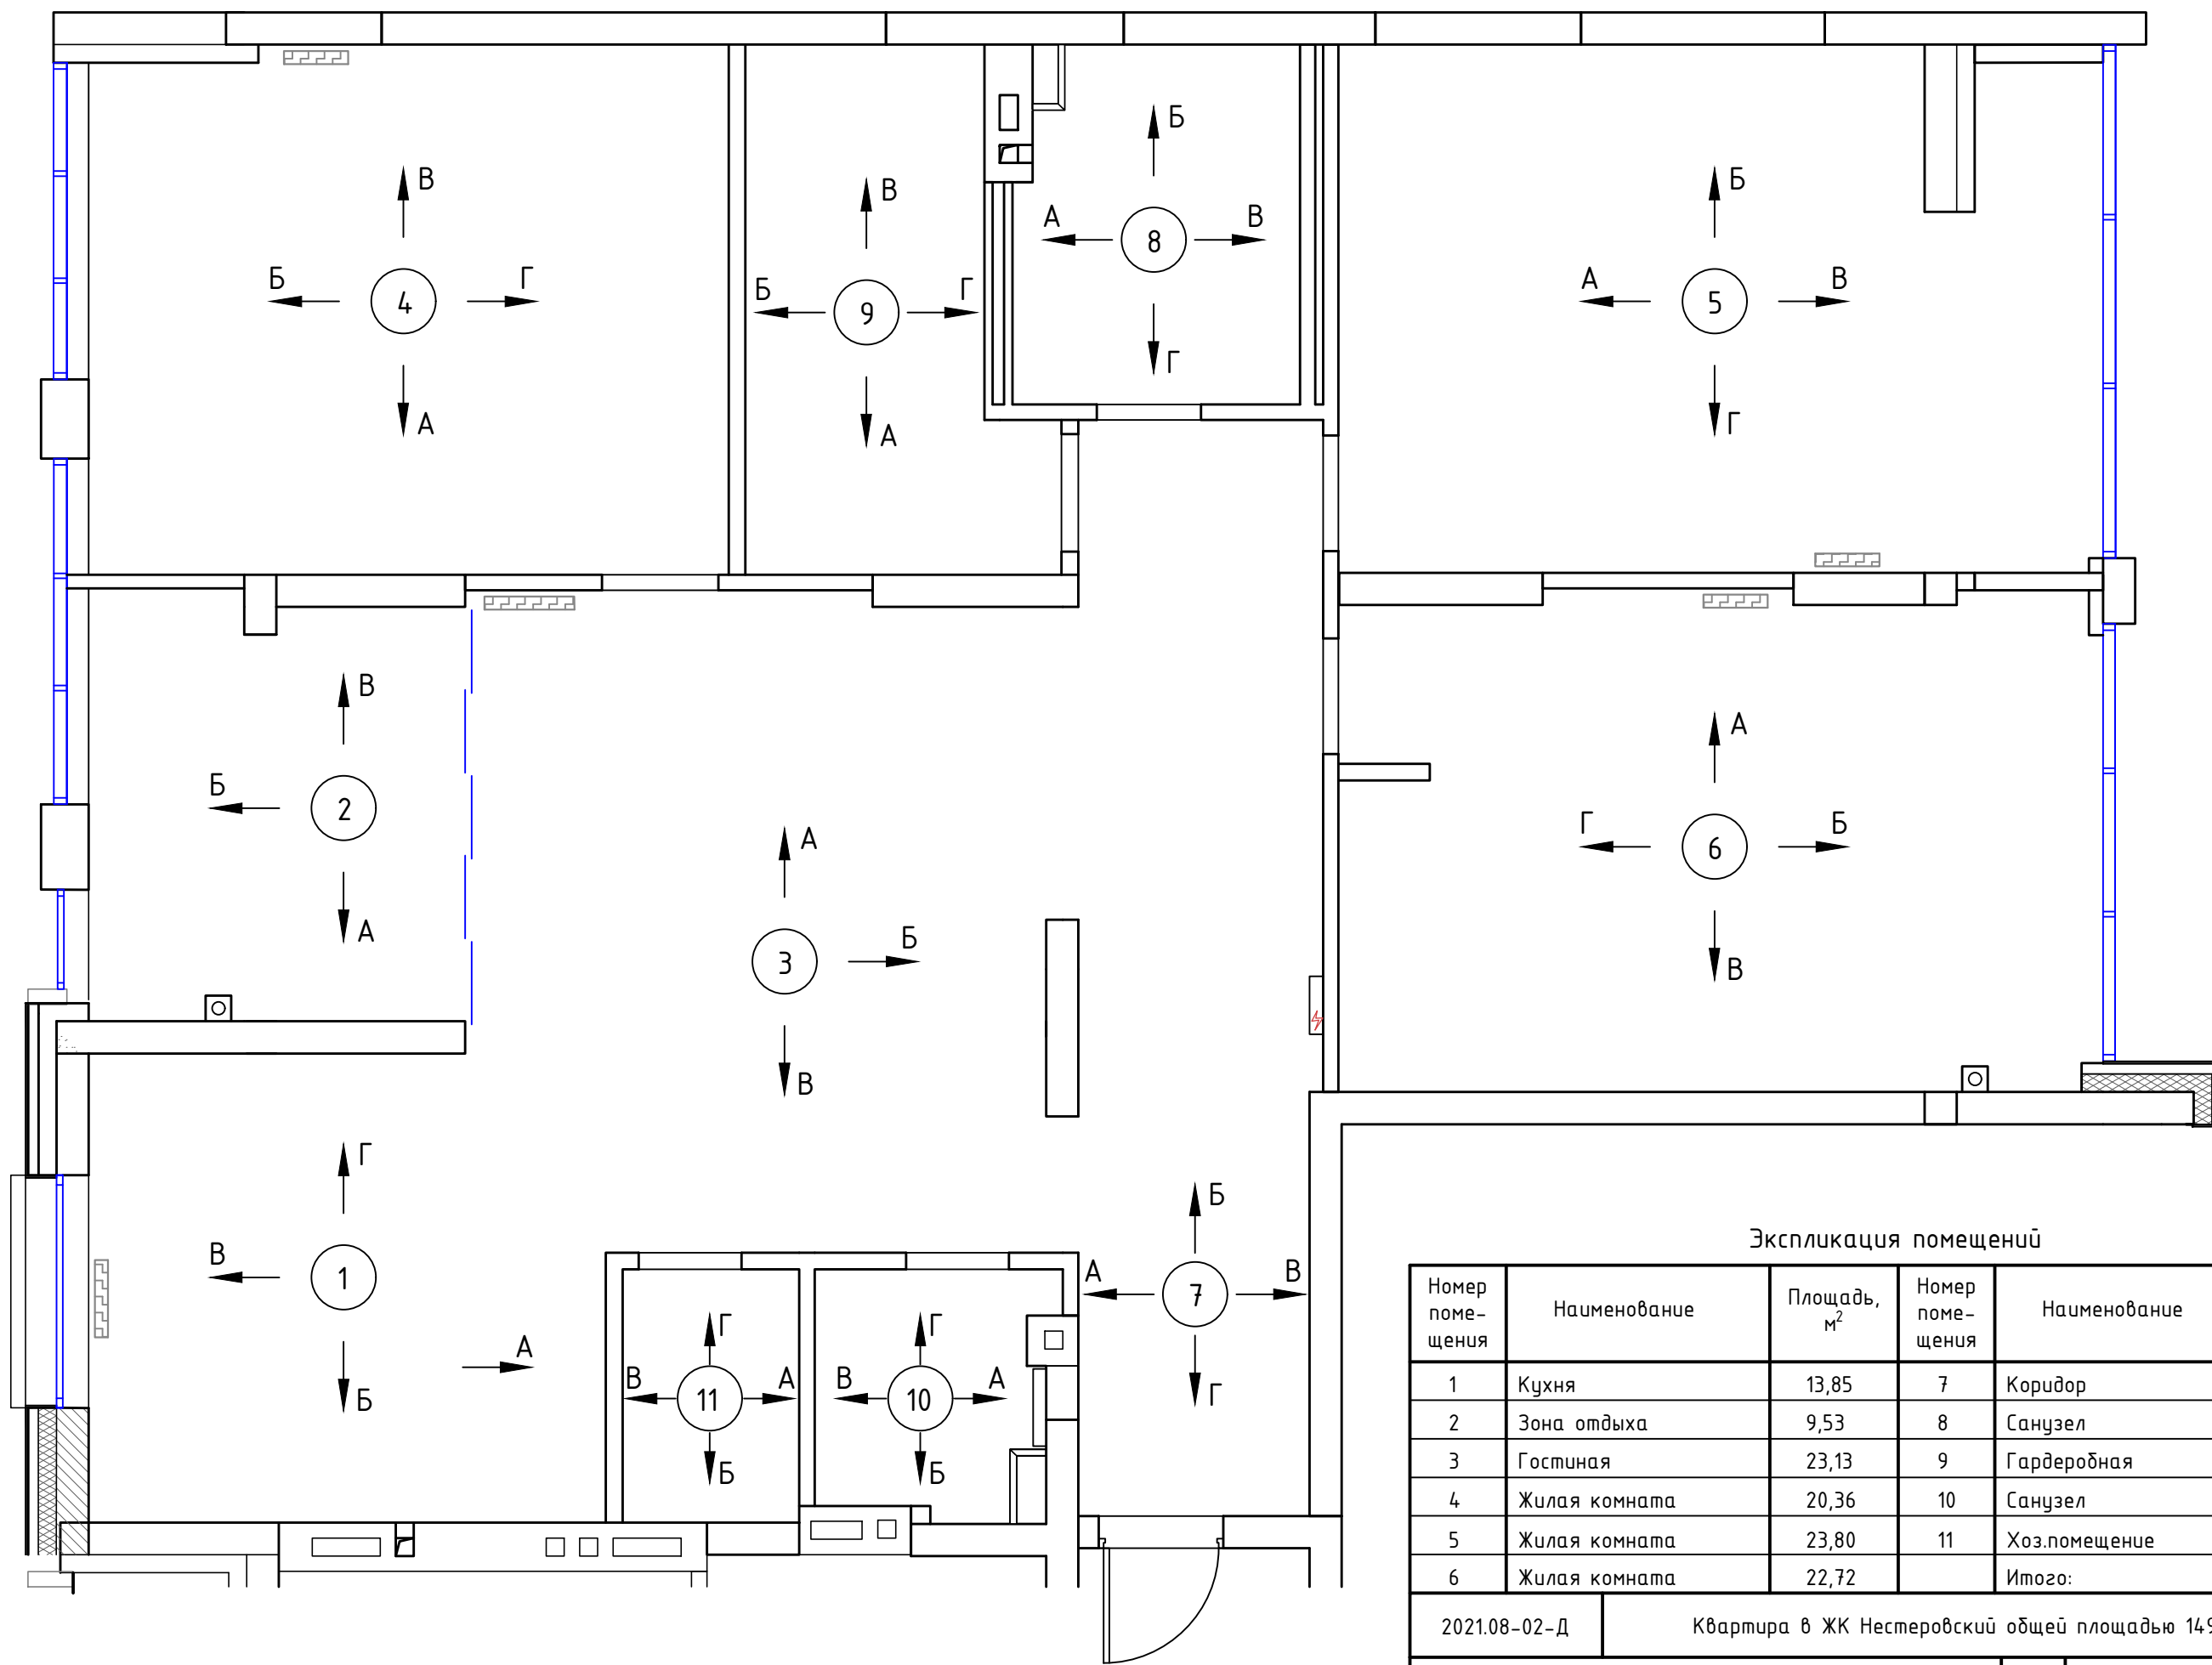 В
Б
4
Г
А
В
Б
9
Г
А
Б
А
8
В
Г
Б
А
5
В
Г
В
Б
2
А
А
3
Б
В
А
Г
6
Б
В
Г
В
1
А
Б
Г
В
11
А
Б
Г
В
10
А
Б
Б
А
7
В
Г
Экспликация помещений
Номер поме-щения Наименование Площадь, м² Номер поме-щения Наименование
1 Кухня 13,85 7 Коридор
2 Зона отдыха 9,53 8 Санузел
3 Гостиная 23,13 9 Гардеробная
4 Жилая комната 20,36 10 Санузел
5 Жилая комната 23,80 11 Хоз.помещение
6 Жилая комната 22,72 Итого:
2021.08-02-Д Квартира в ЖК Нестеровский общей площадью 149